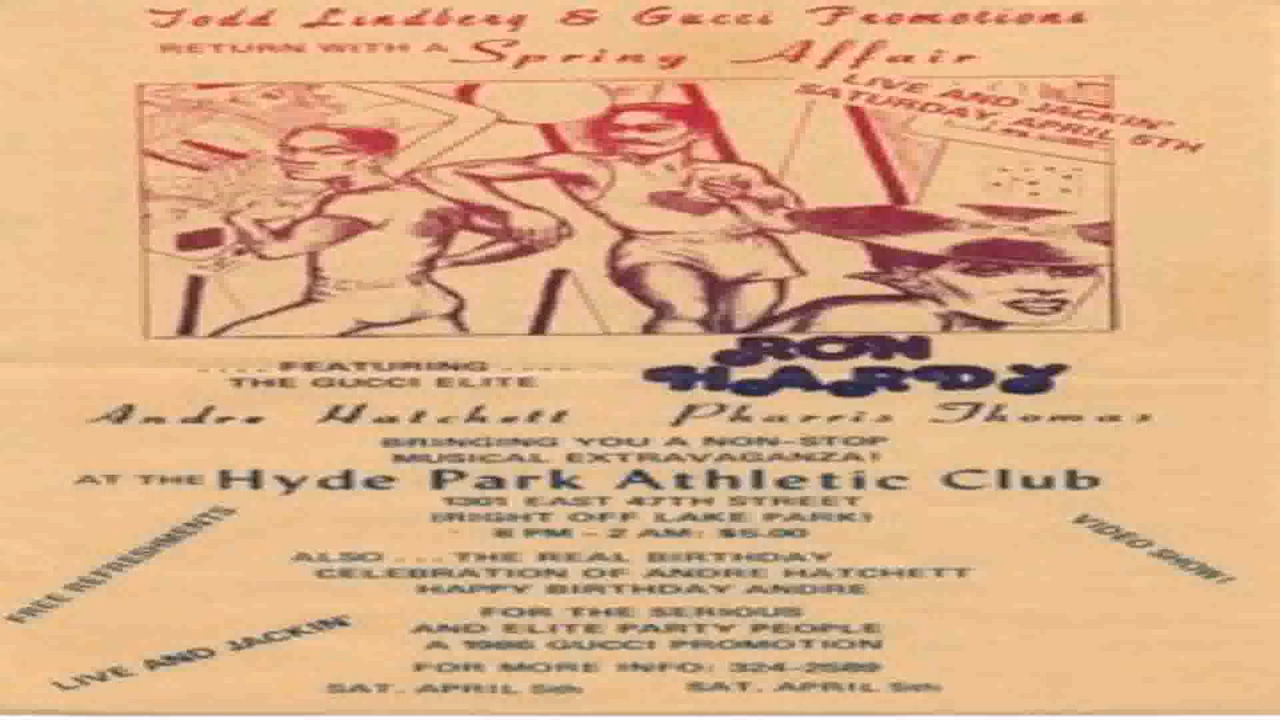 Todd Lindberg & Gucci Promotions
RETURN WITH A Spring Affair
LIVE AND JACKIN'
SATURDAY, APRIL 5TH
RON
HARDY
.....FEATURING.....
THE GUCCI ELITE
Andre Hatchett Pharris Thomas
BRINGING YOU A NON-STOP
MUSICAL EXTRAVAGANZA!
AT THE Hyde Park Athletic Club
1301 EAST 47TH STREET
(RIGHT OFF LAKE PARK)
8 PM - 2 AM: $5.00
FREE REFRESHMENTS
VIDEO SHOW!
ALSO ... THE REAL BIRTHDAY
CELEBRATION OF ANDRE HATCHETT
HAPPY BIRTHDAY ANDRE
FOR THE SERIOUS
AND ELITE PARTY PEOPLE
A 1986 GUCCI PROMOTION
LIVE AND JACKIN'
FOR MORE INFO: 324-2589
SAT. APRIL 5th SAT. APRIL 5th